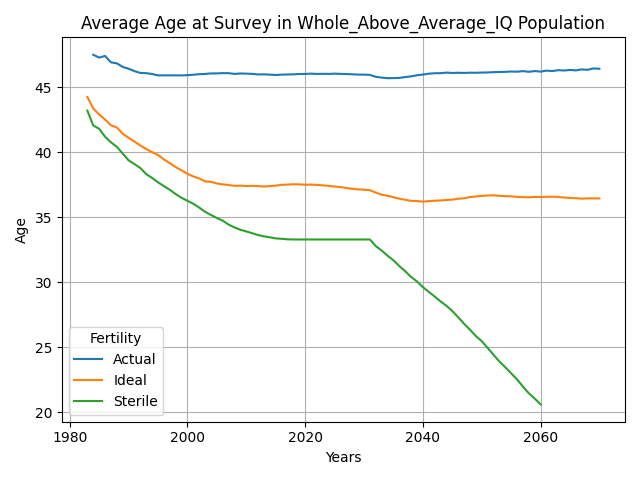 Average Age at Survey in Whole_Above_Average_IQ Population
Age
45
40
35
30
25
20
Fertility
Actual
Ideal
Sterile
1980
2000
2020
2040
2060
Years